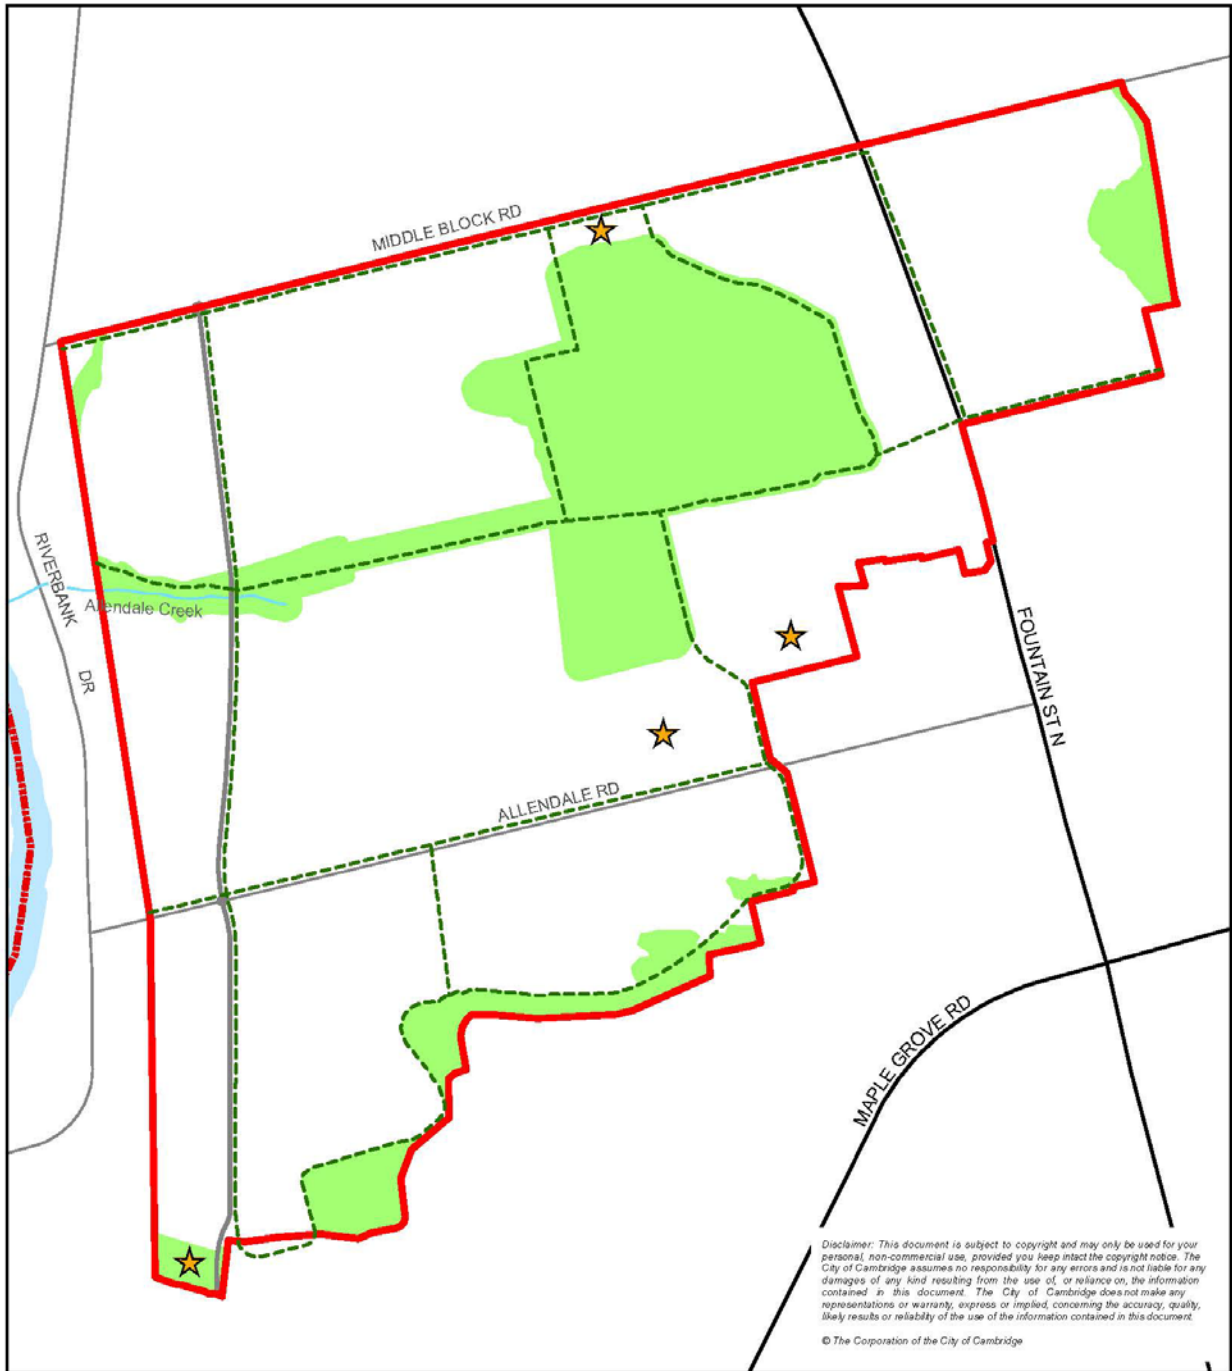 MIDDLE BLOCK RD
RIVERBANK
DR
Allendale Creek
FOUNTAIN ST N
ALLENDALE RD
MAPLE GROVE RD
Disclaimer: This document is subject to copyright and may only be used for your
personal, non-commercial use, provided you keep intact the copyright notice. The
City of Cambridge assumes no responsibility for any errors and is not liable for any
damages of any kind resulting from the use of, or reliance on, the information
contained in this document. The City of Cambridge does not make any
representations or warranty, express or implied, concerning the accuracy, quality,
likely results or reliability of the use of the information contained in this document.
© The Corporation of the City of Cambridge